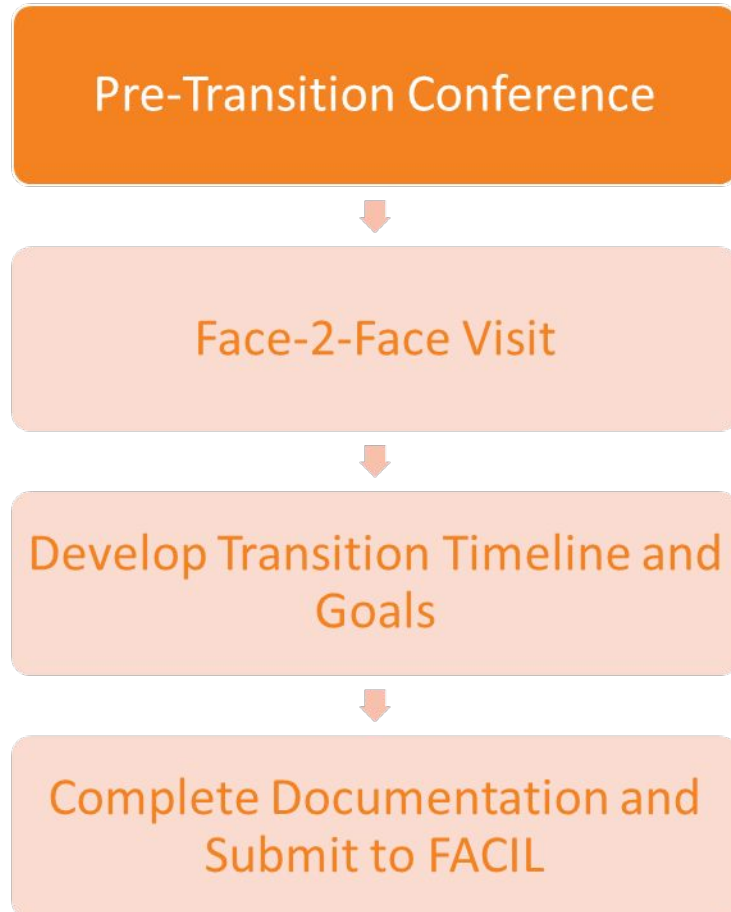 Pre-Transition Conference
Face-2-Face Visit
Develop Transition Timeline and
Goals
Complete Documentation and
Submit to FACIL